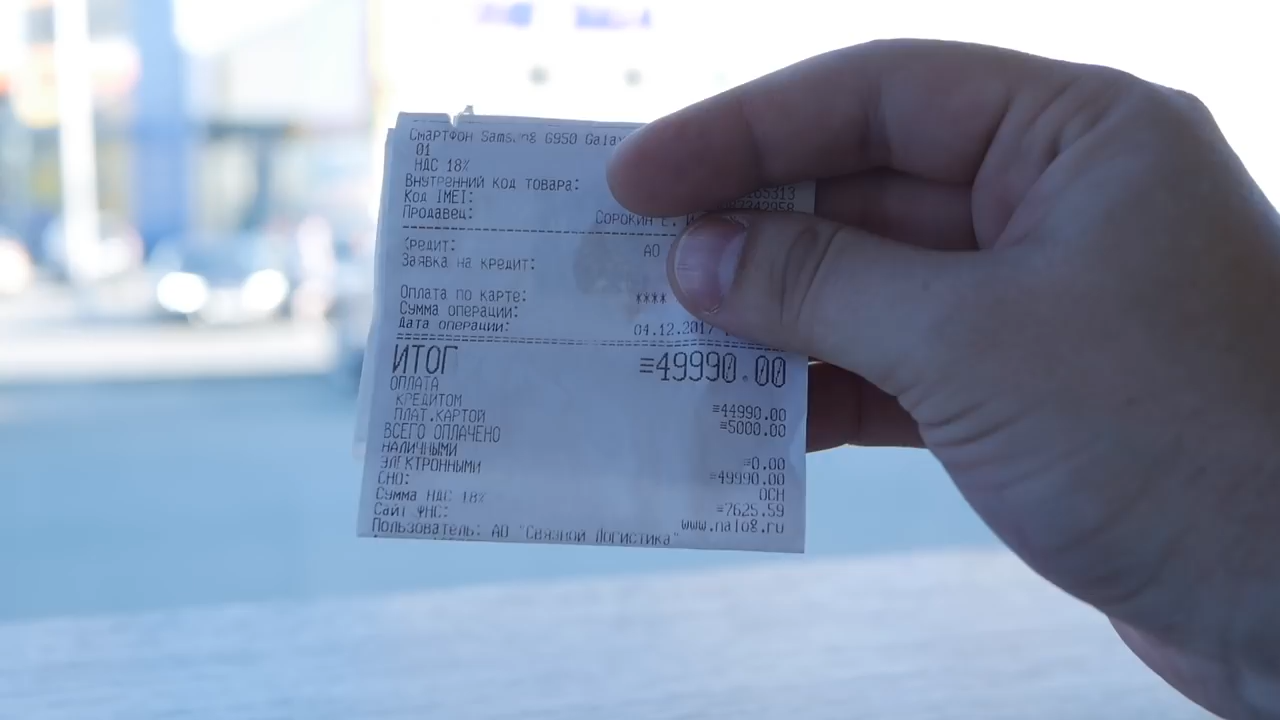 Смартфон Samsung G950 Gala
01
НДС 18%
Внутренний код товара:
Код IMEI:
Продавец: Сорокин С.
Кредит: АО
Заявка на кредит:
Оплата по карте: ****
Сумма операции:
Дата операции: 04.12.2017
ИТОГ ≡49990.00
ОПЛАТА
КРЕДИТОМ ≡44990.00
ПЛАТ.КАРТОЙ ≡5000.00
ВСЕГО ОПЛАЧЕНО
НАЛИЧНЫМИ ≡0.00
ЭЛЕКТРОННЫМИ ≡49990.00
СНО: ОСН
Сумма НДС 18% ≡7625.59
Сайт ФНС: www.nalog.ru
Пользователь: АО "Связной Логистика"